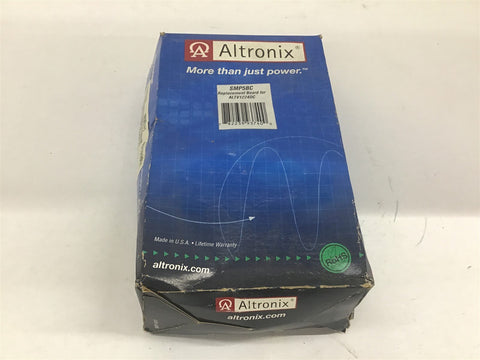 Altronix®
More than just power.™
SMP5BC
Replacement Board for
Made in U.S.A. • Lifetime Warranty
altronix.com
RoHS
Altronix®
altronix.com